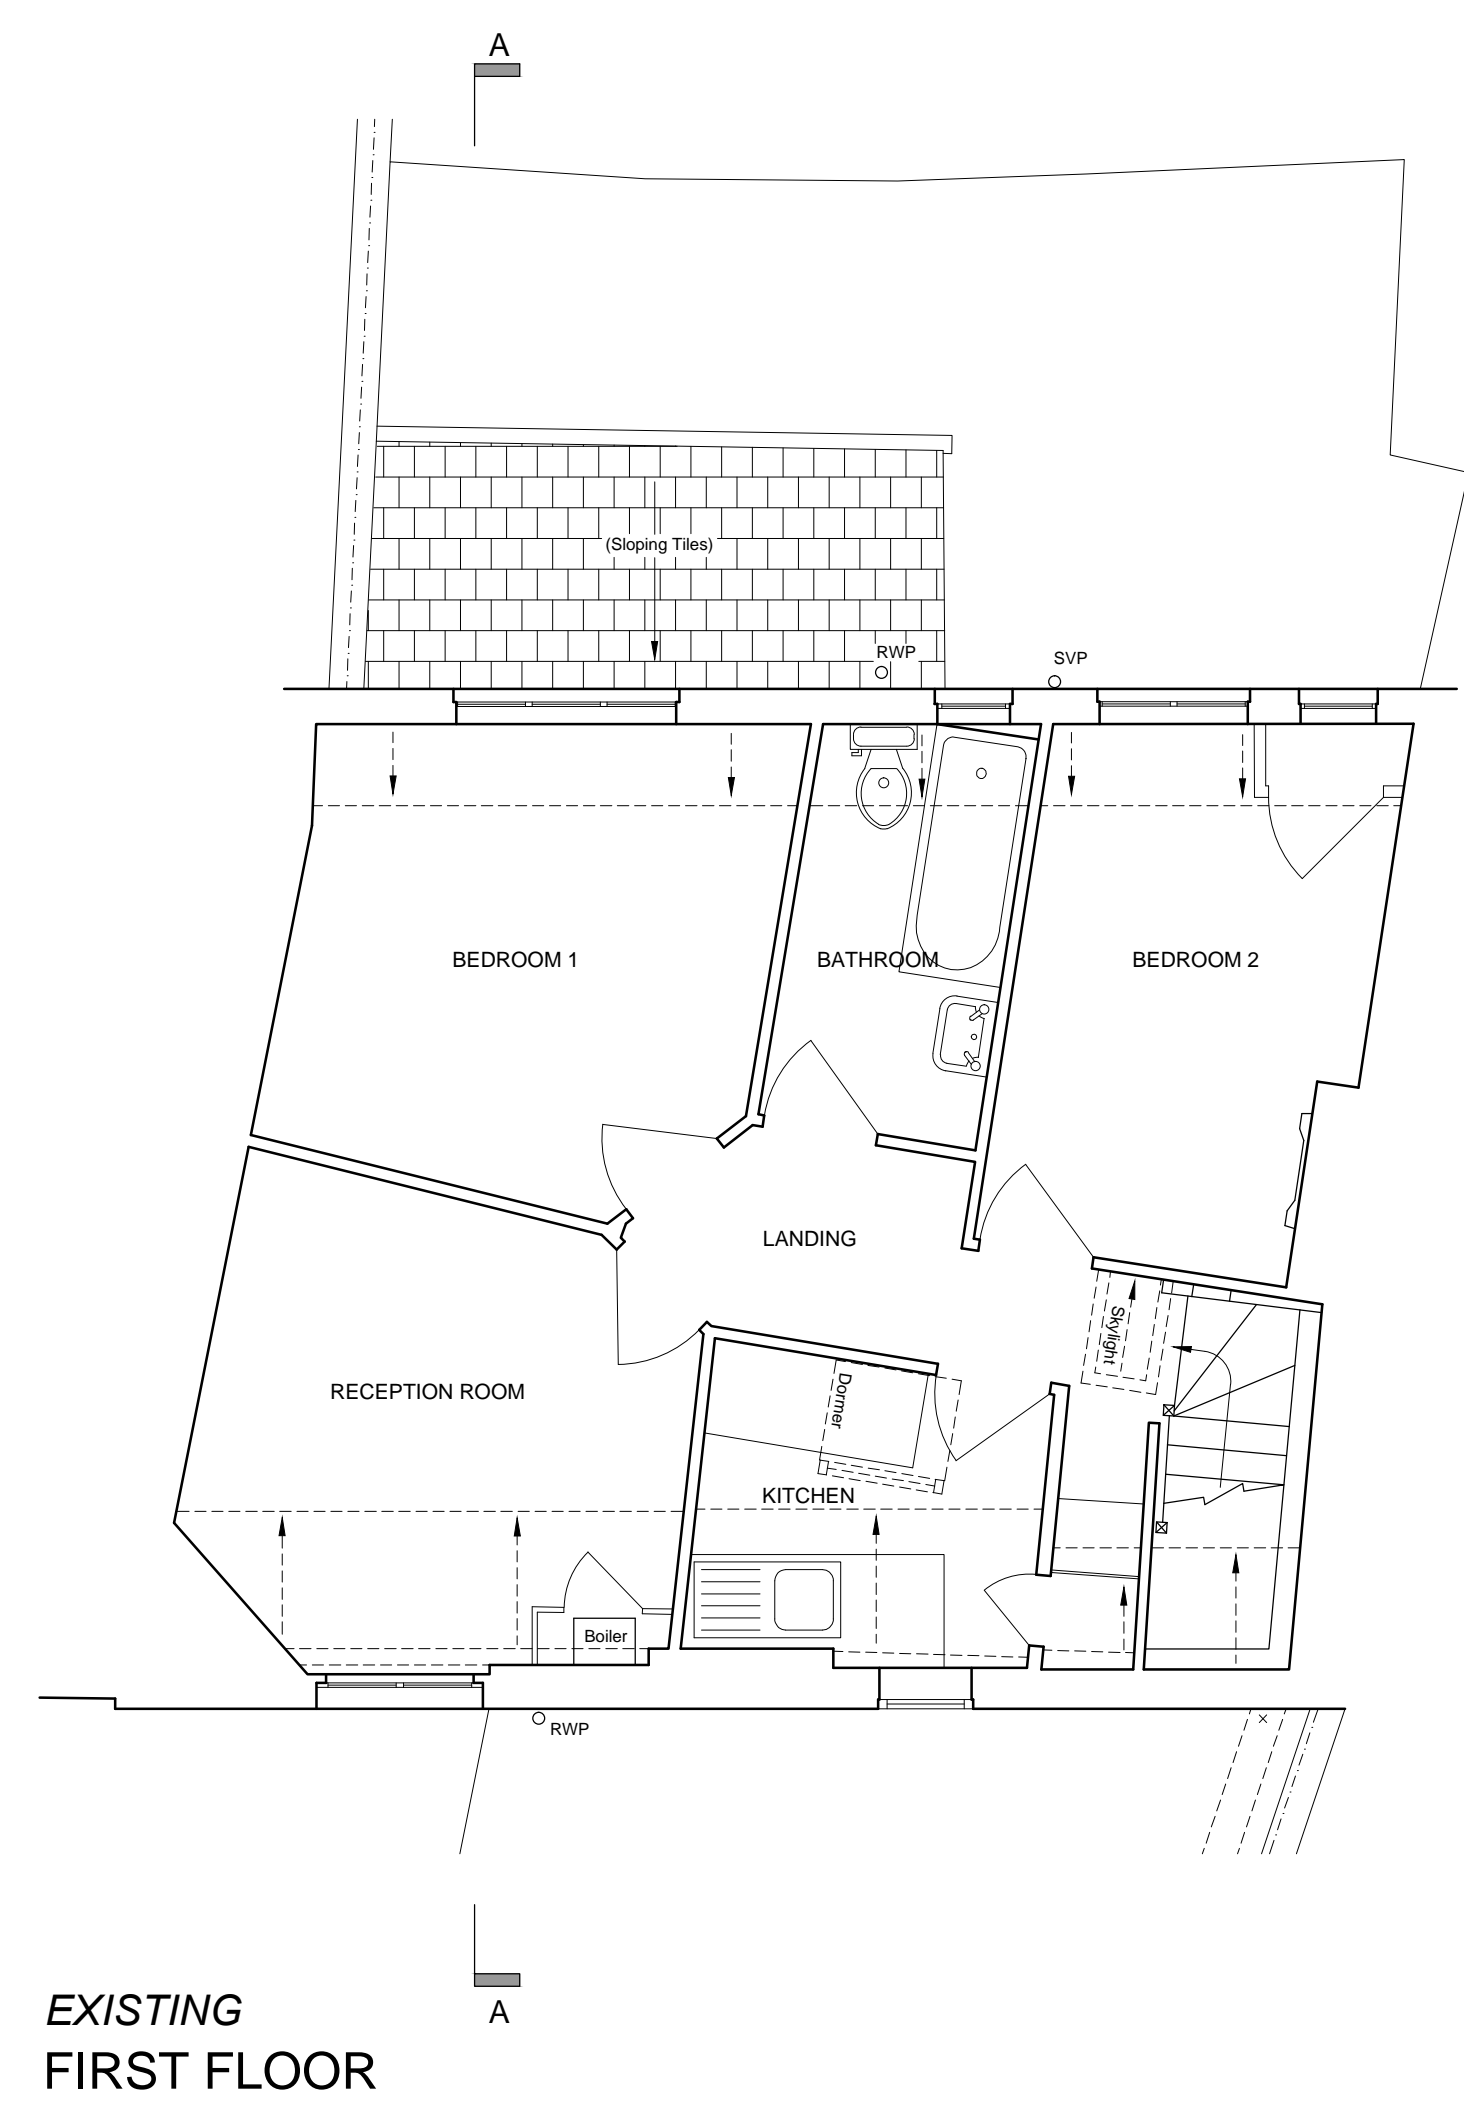 A
(Sloping Tiles)
RWP
SVP
BEDROOM 1
BATHROOM
BEDROOM 2
LANDING
Skylight
RECEPTION ROOM
Dormer
KITCHEN
Boiler
RWP
A
EXISTING
FIRST FLOOR